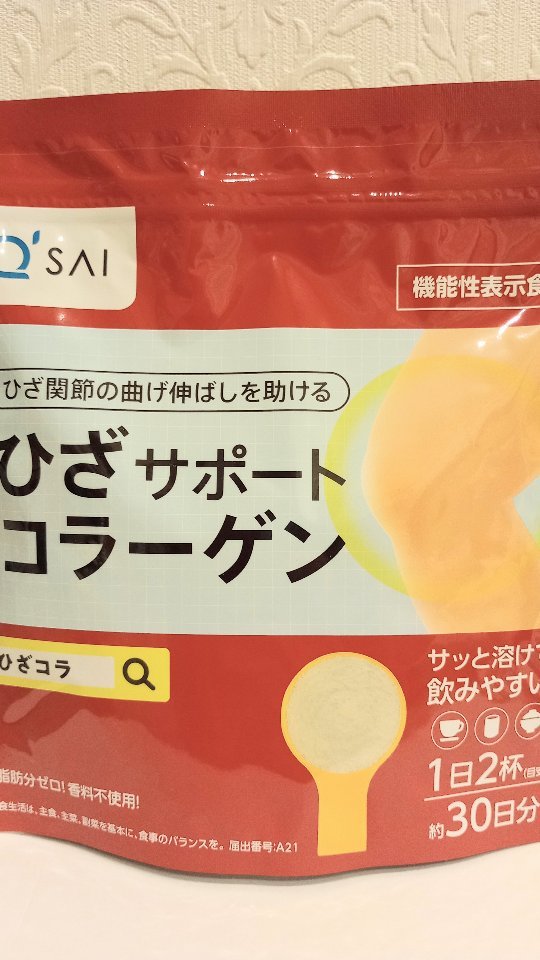 Q'SAI
機能性表示食
ひざ関節の曲げ伸ばしを助ける
ひざサポート
コラーゲン
ひざコラ
サッと溶けて
飲みやすい
1日2杯(目安
約30日分
脂肪分ゼロ!香料不使用!
食生活は、主食、主菜、副菜を基本に、食事のバランスを。届出番号:A21